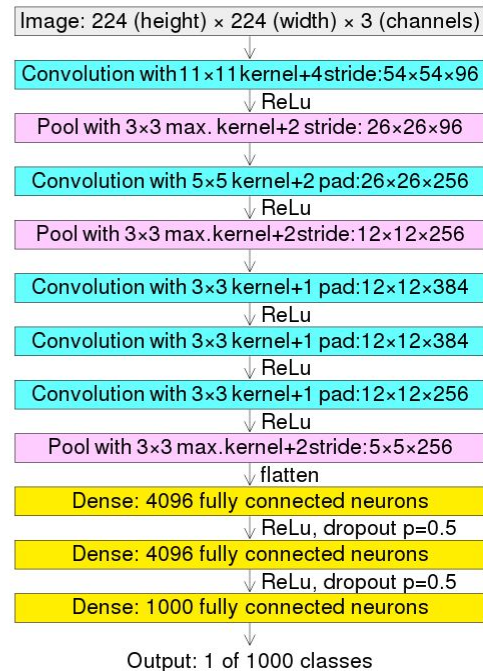 Image: 224 (height) × 224 (width) × 3 (channels)
Convolution with 11×11 kernel+4 stride:54×54×96
ReLu
Pool with 3×3 max. kernel+2 stride: 26×26×96
Convolution with 5×5 kernel+2 pad:26×26×256
ReLu
Pool with 3×3 max.kernel+2stride:12×12×256
Convolution with 3×3 kernel+1 pad:12×12×384
ReLu
Convolution with 3×3 kernel+1 pad:12×12×384
ReLu
Convolution with 3×3 kernel+1 pad:12×12×256
ReLu
Pool with 3×3 max.kernel+2stride:5×5×256
flatten
Dense: 4096 fully connected neurons
ReLu, dropout p=0.5
Dense: 4096 fully connected neurons
ReLu, dropout p=0.5
Dense: 1000 fully connected neurons
Output: 1 of 1000 classes